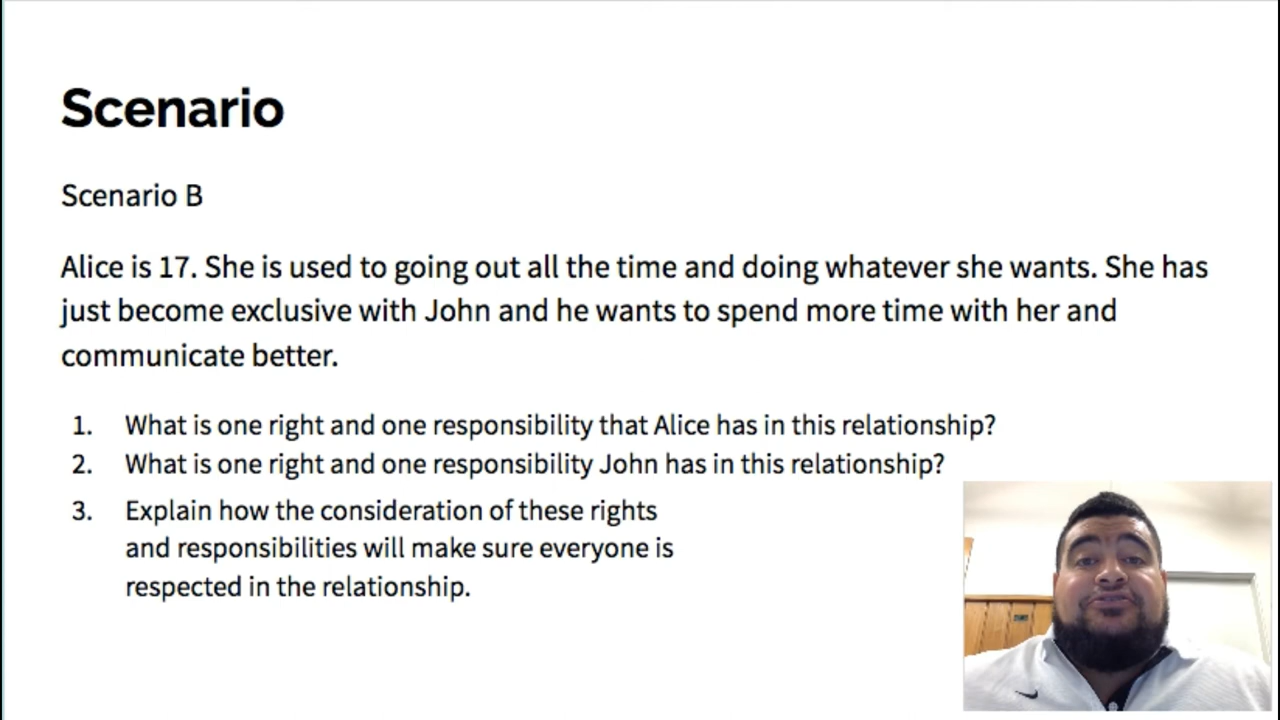 Scenario
Scenario B
Alice is 17. She is used to going out all the time and doing whatever she wants. She has
just become exclusive with John and he wants to spend more time with her and
communicate better.
1. What is one right and one responsibility that Alice has in this relationship?
2. What is one right and one responsibility John has in this relationship?
3. Explain how the consideration of these rights
and responsibilities will make sure everyone is
respected in the relationship.